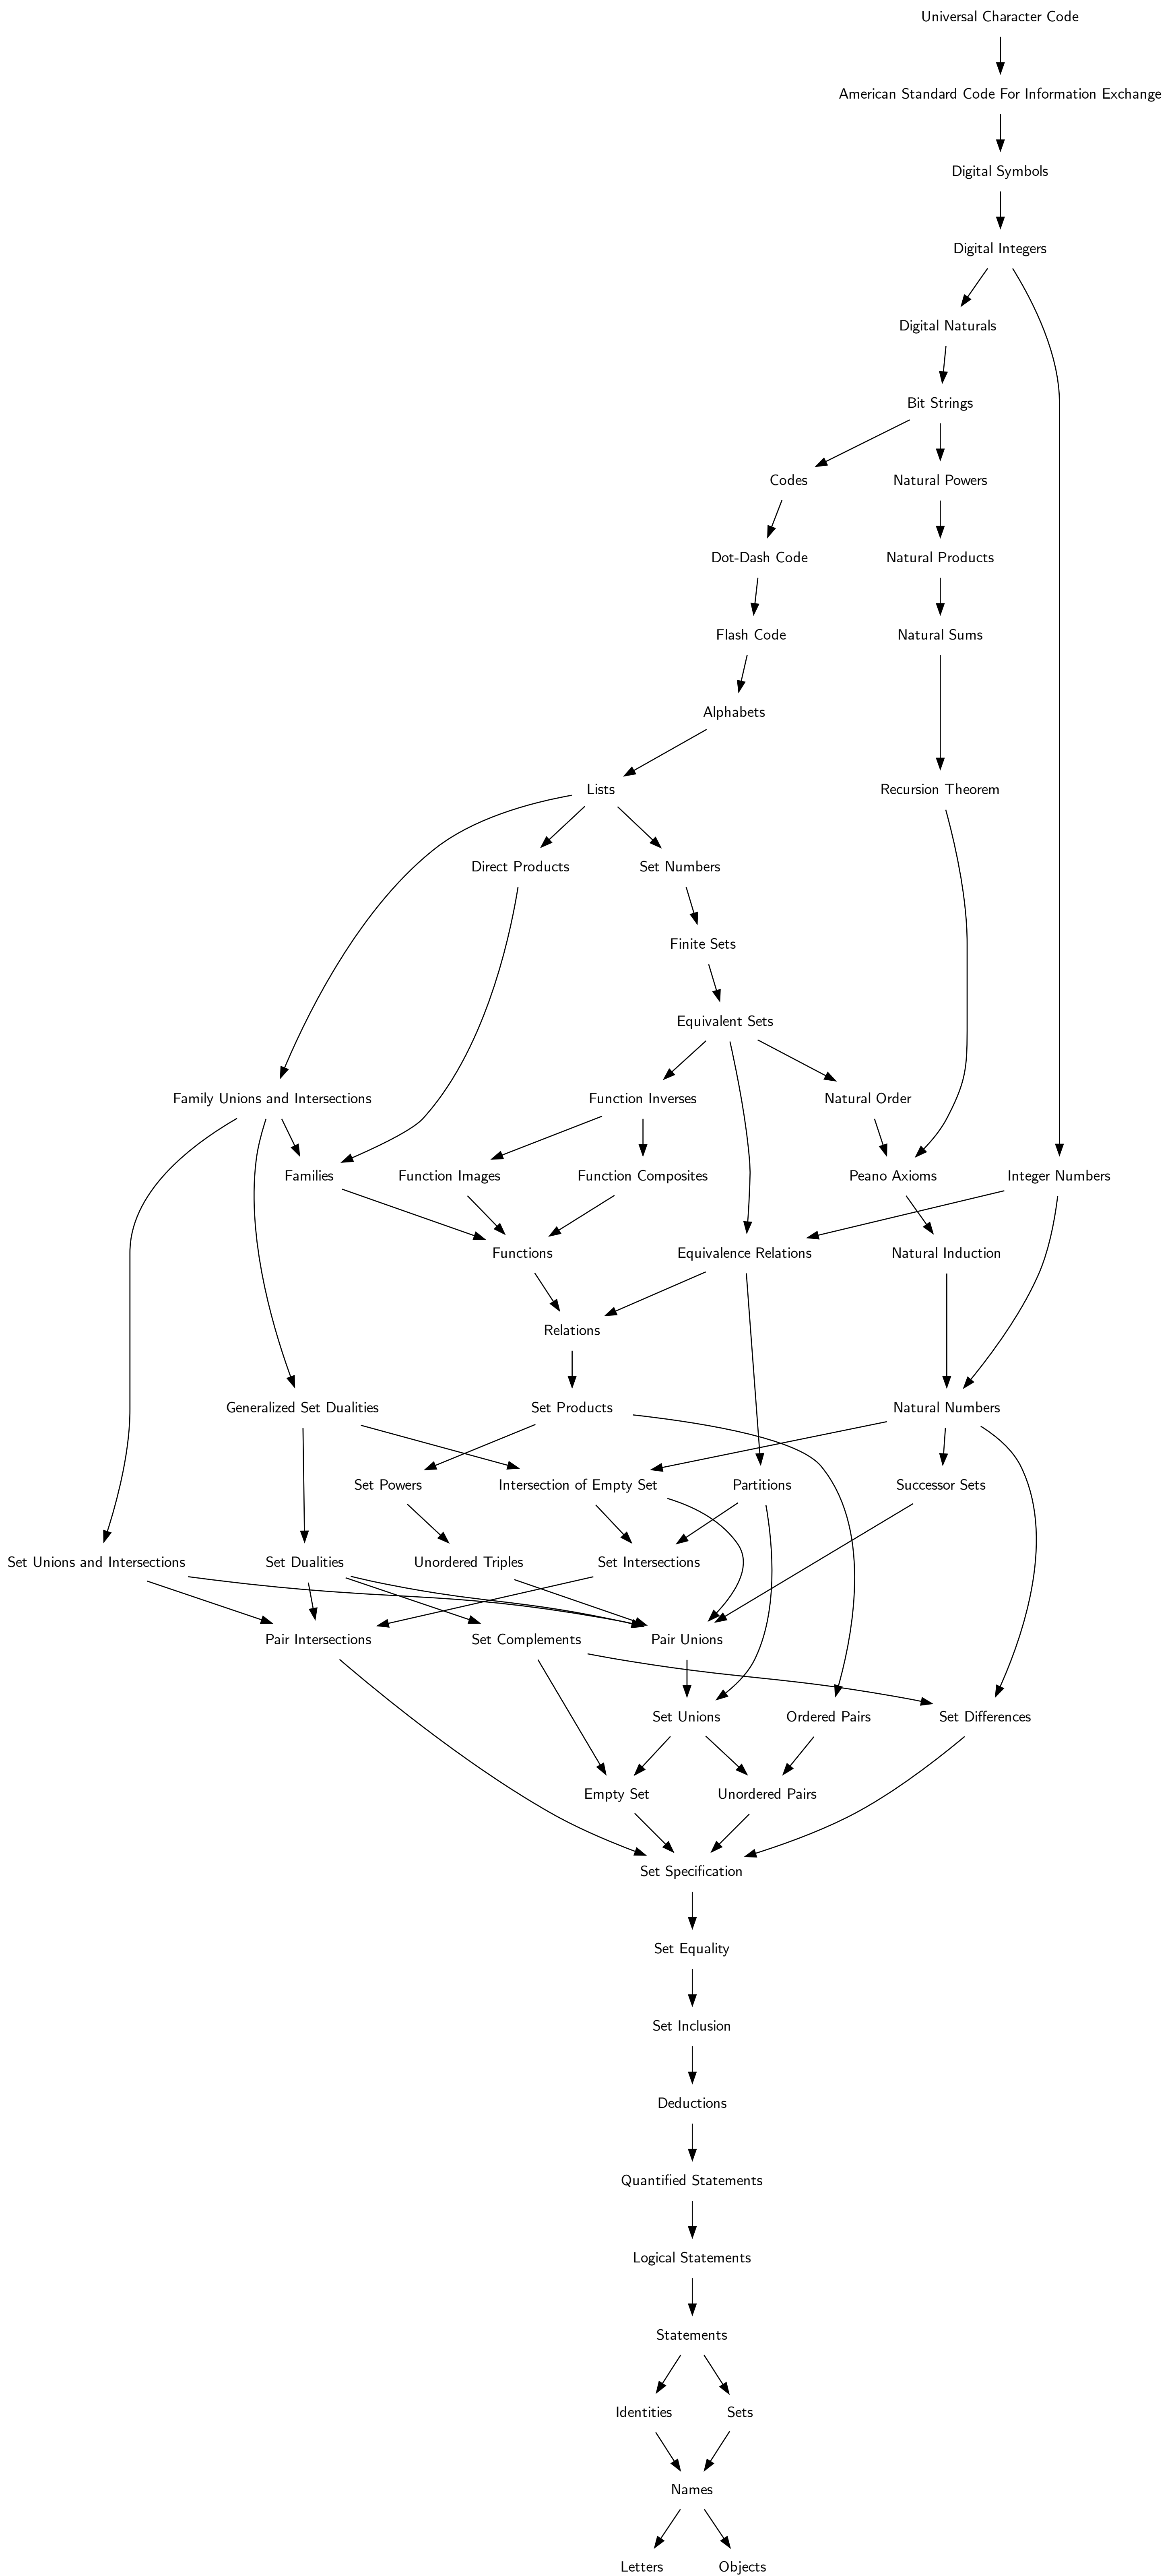 Universal Character Code
American Standard Code For Information Exchange
Digital Symbols
Digital Integers
Digital Naturals
Bit Strings
Codes
Natural Powers
Dot-Dash Code
Natural Products
Flash Code
Natural Sums
Alphabets
Lists
Recursion Theorem
Direct Products
Set Numbers
Finite Sets
Equivalent Sets
Family Unions and Intersections
Function Inverses
Natural Order
Families
Function Images
Function Composites
Peano Axioms
Integer Numbers
Functions
Equivalence Relations
Natural Induction
Relations
Generalized Set Dualities
Set Products
Natural Numbers
Set Powers
Intersection of Empty Set
Partitions
Successor Sets
Set Unions and Intersections
Set Dualities
Unordered Triples
Set Intersections
Pair Intersections
Set Complements
Pair Unions
Set Unions
Ordered Pairs
Set Differences
Empty Set
Unordered Pairs
Set Specification
Set Equality
Set Inclusion
Deductions
Quantified Statements
Logical Statements
Statements
Identities
Sets
Names
Letters
Objects